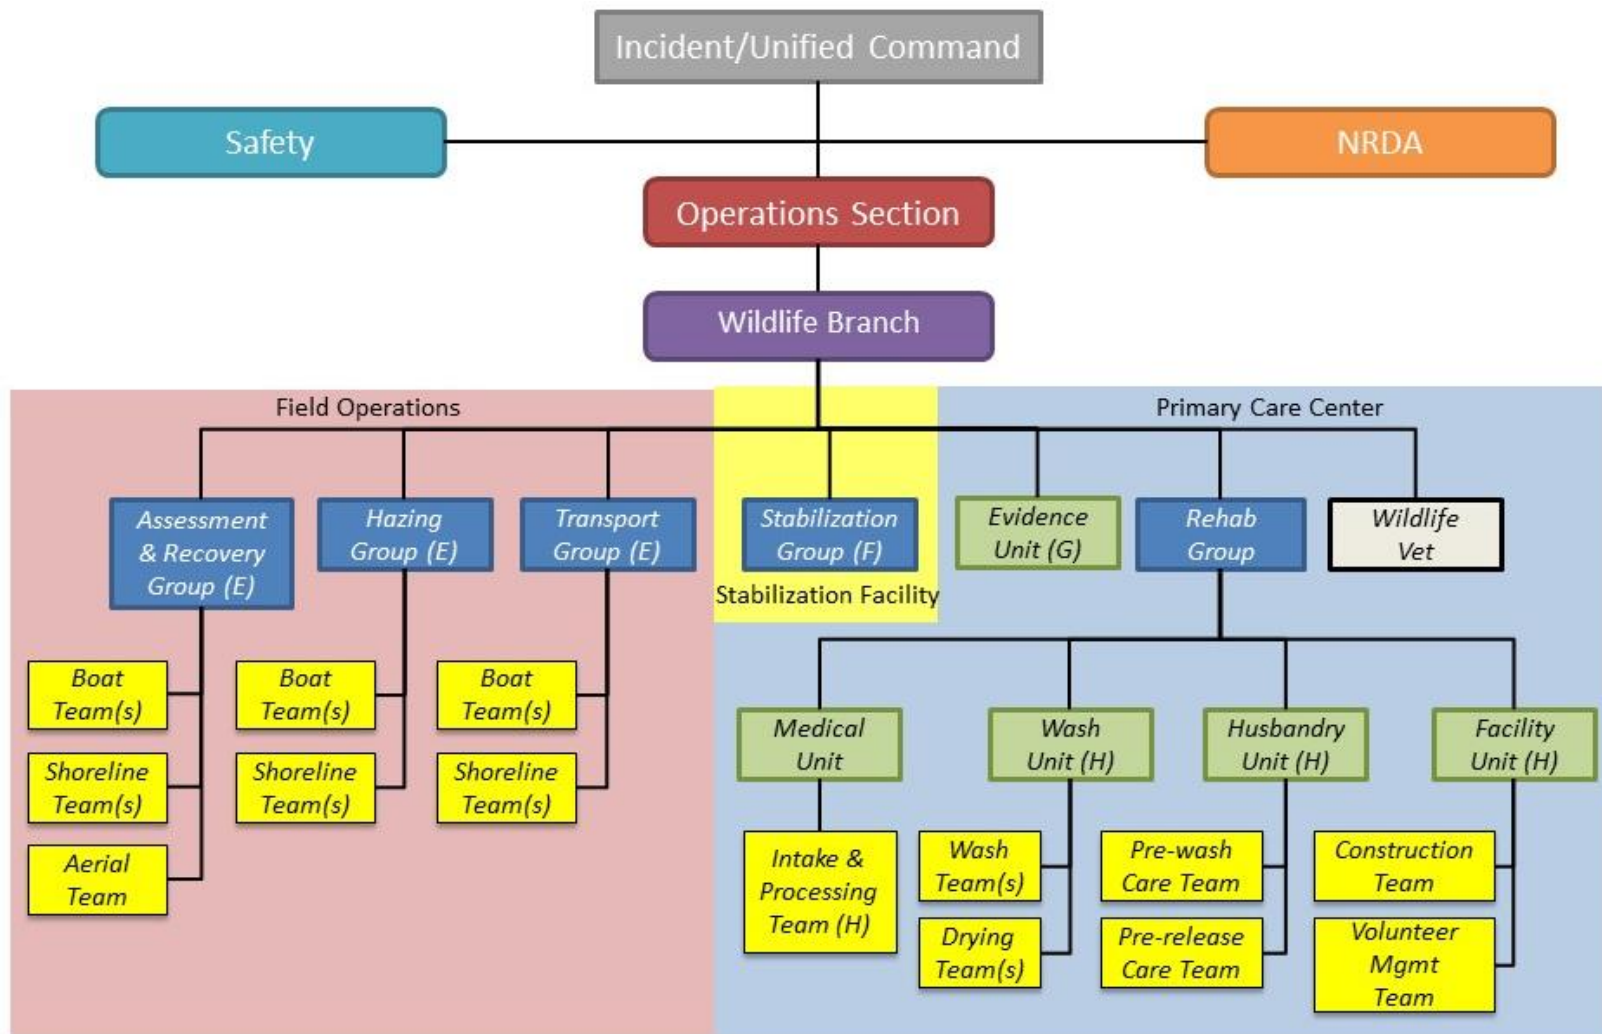 Incident/Unified Command
Safety
NRDA
Operations Section
Wildlife Branch
Field Operations
Primary Care Center
Assessment
& Recovery
Group (E)
Hazing
Group (E)
Transport
Group (E)
Stabilization
Group (F)
Stabilization Facility
Evidence
Unit (G)
Rehab
Group
Wildlife
Vet
Boat
Team(s)
Shoreline
Team(s)
Aerial
Team
Boat
Team(s)
Shoreline
Team(s)
Boat
Team(s)
Shoreline
Team(s)
Medical
Unit
Wash
Unit (H)
Husbandry
Unit (H)
Facility
Unit (H)
Intake &
Processing
Team (H)
Wash
Team(s)
Drying
Team(s)
Pre-wash
Care Team
Pre-release
Care Team
Construction
Team
Volunteer
Mgmt
Team